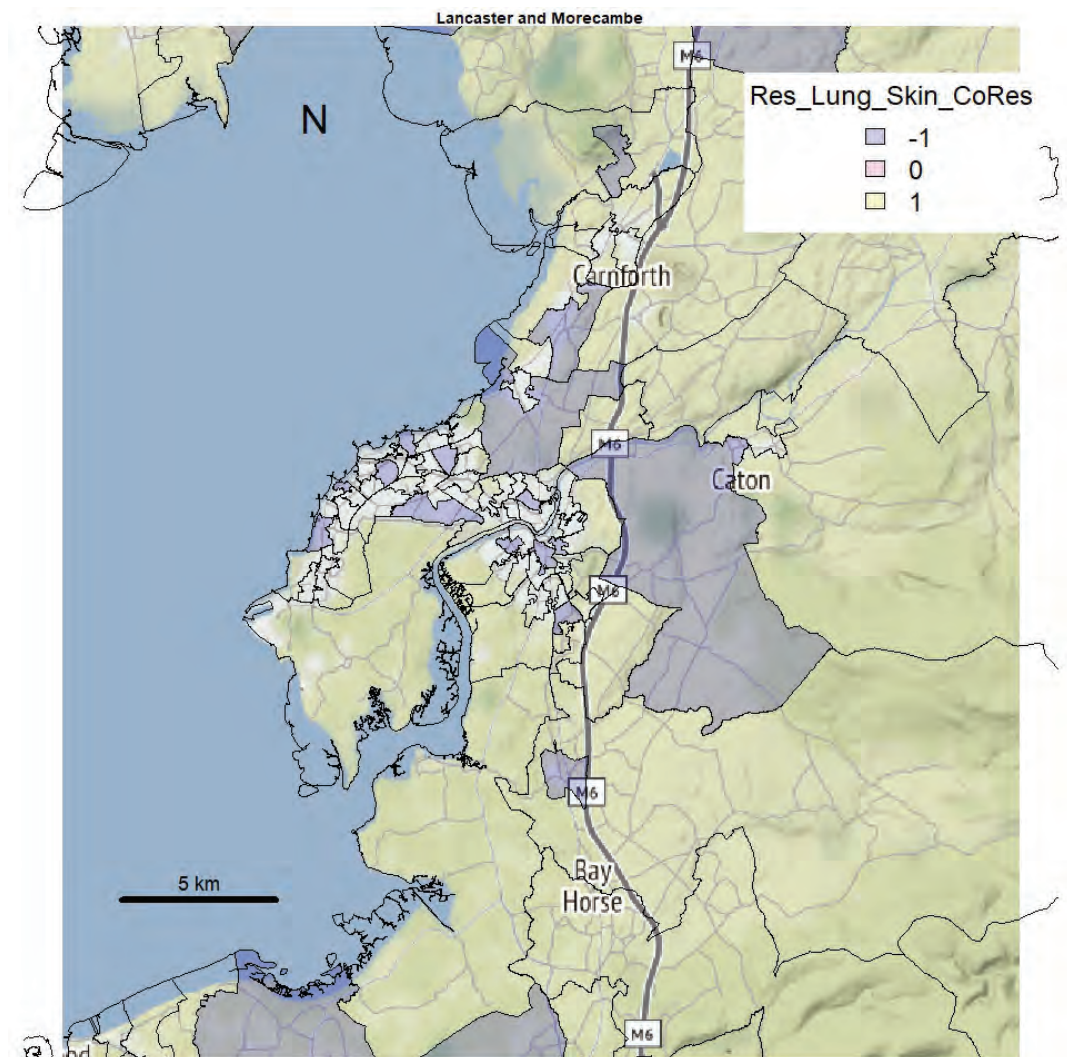 Lancaster and Morecambe
M6
N
Res_Lung_Skin_CoRes
-1
0
1
Carnforth
M6
Caton
M6
M6
Bay
Horse
5 km
M6